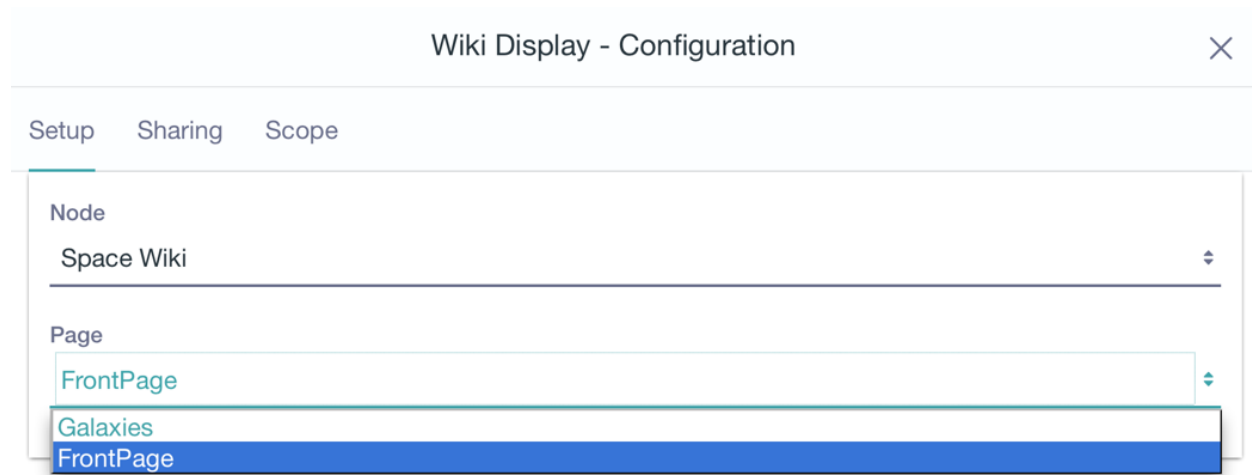 Wiki Display - Configuration
Setup Sharing Scope
Node
Space Wiki
Page
FrontPage
Galaxies
FrontPage